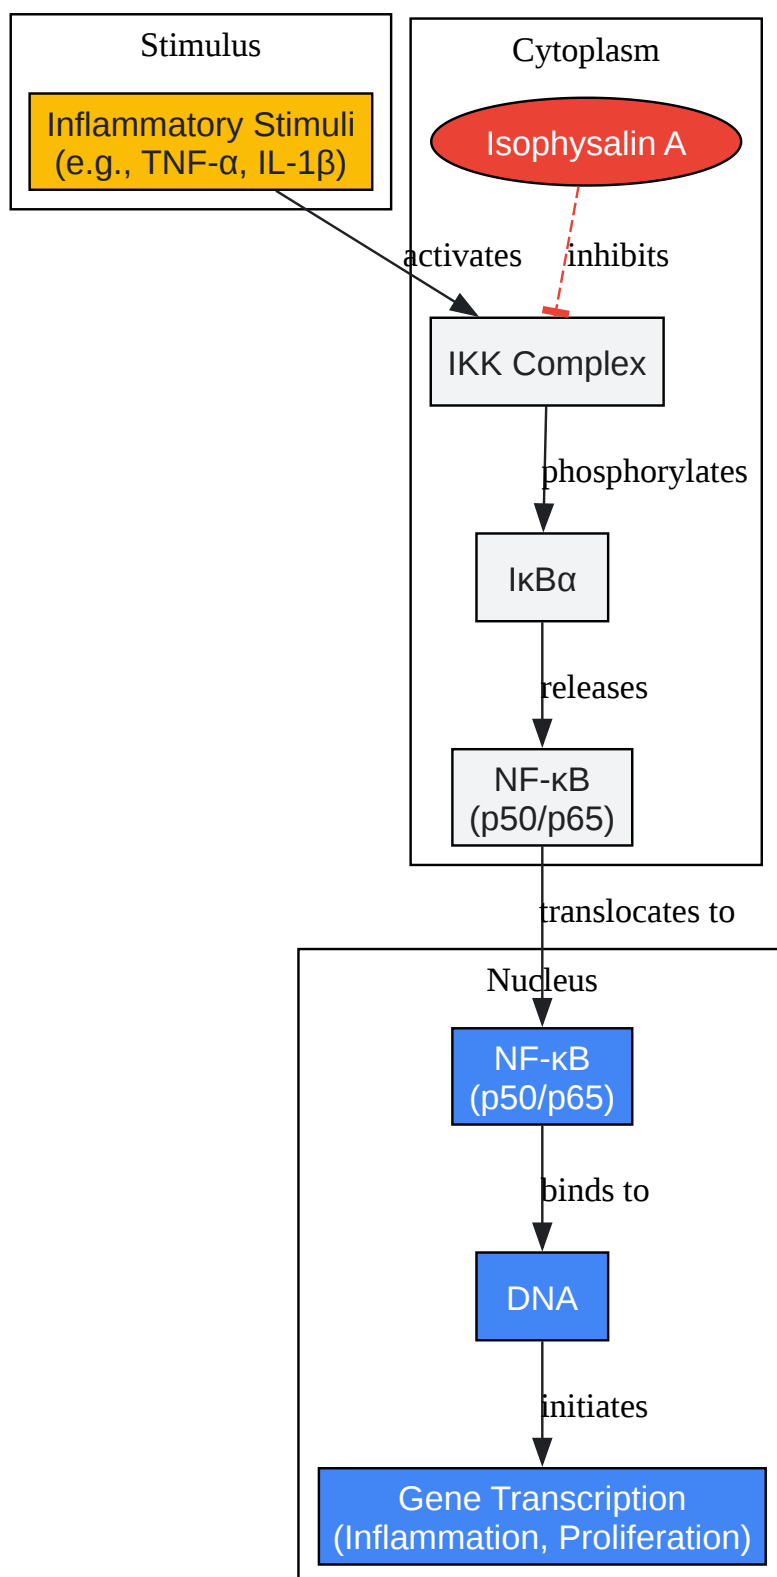 Stimulus
Inflammatory Stimuli
(e.g., TNF-α, IL-1β)
Cytoplasm
Isophysalin A
activates
inhibits
IKK Complex
phosphorylates
IκBα
releases
NF-κB
(p50/p65)
translocates to
Nucleus
NF-κB
(p50/p65)
binds to
DNA
initiates
Gene Transcription
(Inflammation, Proliferation)